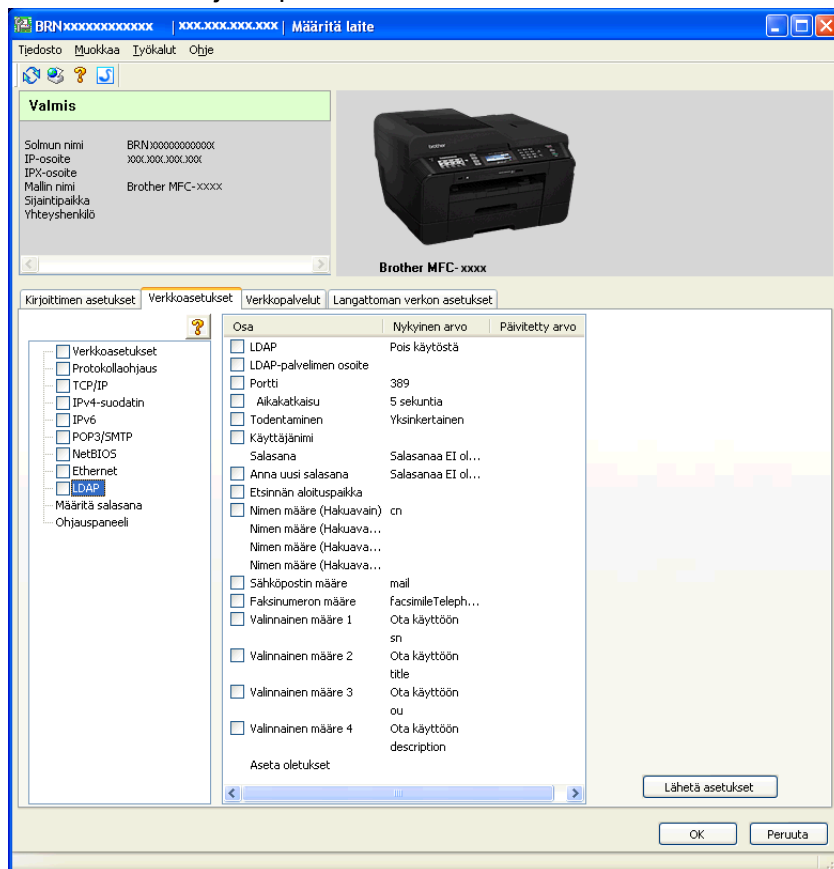 BRNxxxxxxxxxxxx | xxx.xxx.xxx.xxx | Määritä laite
Tiedosto Muokkaa Työkalut Ohje
Valmis
Solmun nimi BRNxxxxxxxxxxxx
IP-osoite xxx.xxx.xxx.xxx
IPX-osoite
Mallin nimi Brother MFC-xxxx
Sijaintipaikka
Yhteyshenkilö
brother
Brother MFC-xxxx
Kirjoittimen asetukset Verkkoasetukset Verkkopalvelut Langattoman verkon asetukset
Verkkoasetukset
Protokollaohjaus
TCP/IP
IPv4-suodatin
IPv6
POP3/SMTP
NetBIOS
Ethernet
LDAP
Määritä salasana
Ohjauspaneeli
Osa Nykyinen arvo Päivitetty arvo
LDAP Pois käytöstä
LDAP-palvelimen osoite
Portti 389
Aikakatkaisu 5 sekuntia
Todentaminen Yksinkertainen
Käyttäjänimi
Salasana Salasanaa EI ol...
Anna uusi salasana Salasanaa EI ol...
Etsinnän aloituspaikka
Nimen määre (Hakuavain) cn
Nimen määre (Hakuava...
Nimen määre (Hakuava...
Nimen määre (Hakuava...
Sähköpostin määre mail
Faksinumeron määre facsimileTeleph...
Valinnainen määre 1 Ota käyttöön
sn
Valinnainen määre 2 Ota käyttöön
title
Valinnainen määre 3 Ota käyttöön
ou
Valinnainen määre 4 Ota käyttöön
description
Aseta oletukset
Lähetä asetukset
OK Peruuta